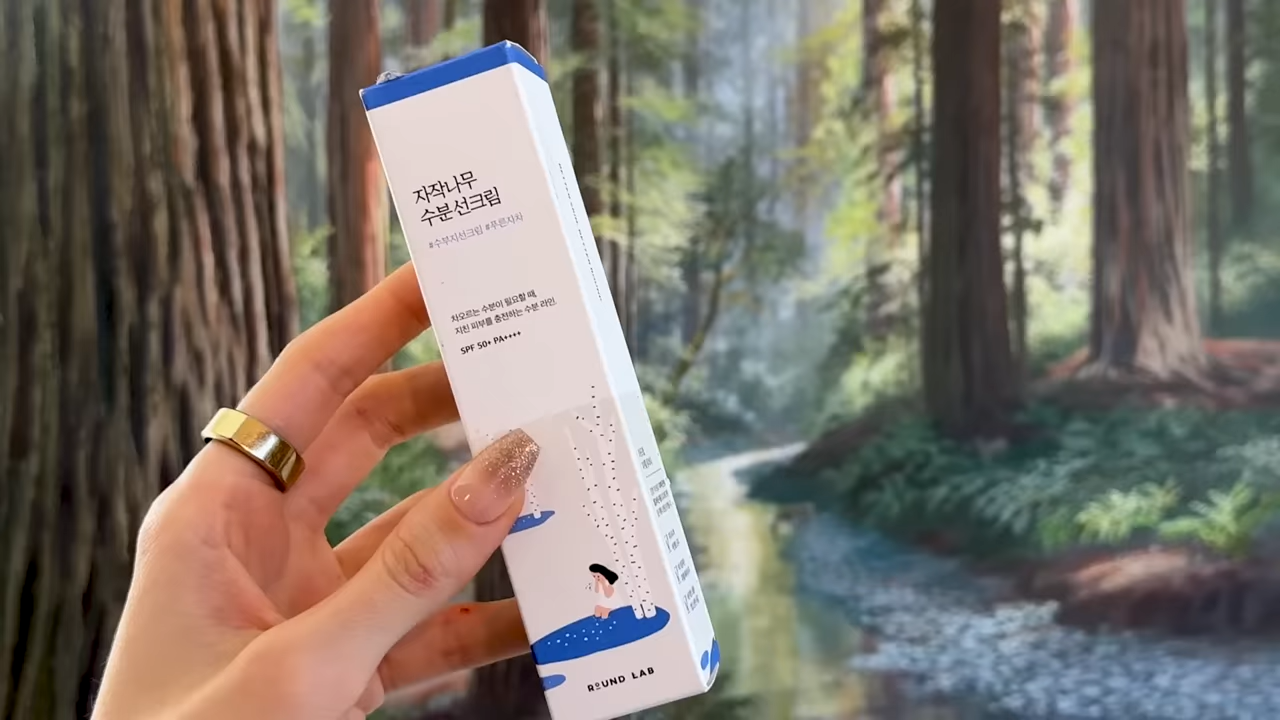 자작나무
수분선크림
#수부지선크림 #푸른자차
차오르는 수분이 필요할 때,
지친 피부를 충전하는 수분 라인.
SPF 50+ PA++++
ROUND LAB